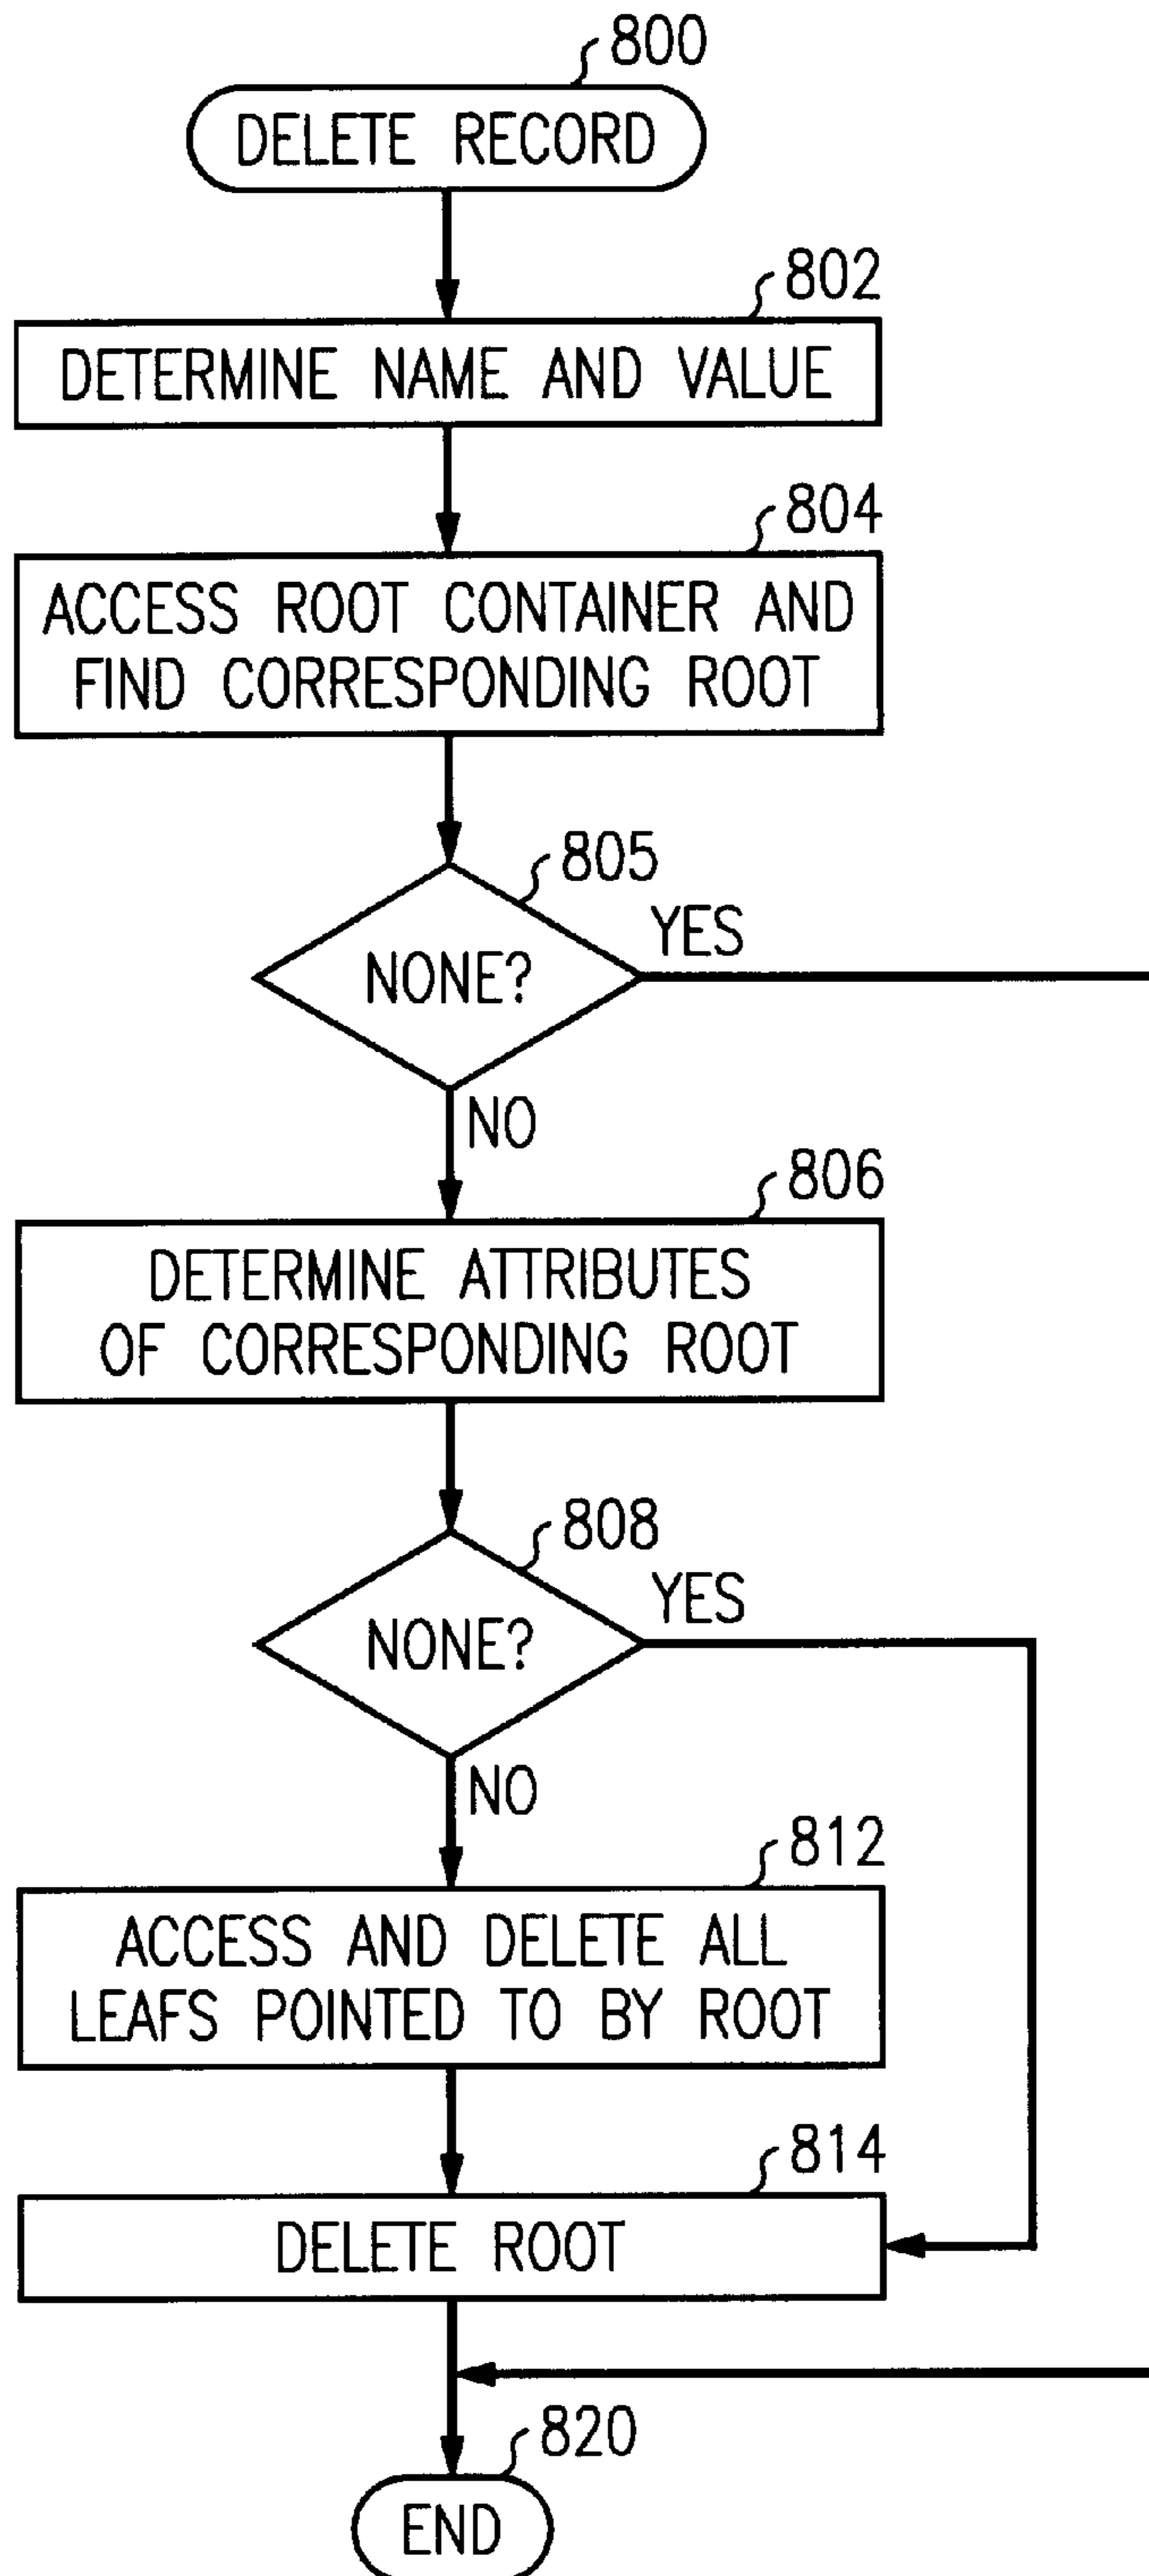 800
DELETE RECORD
802
DETERMINE NAME AND VALUE
804
ACCESS ROOT CONTAINER AND
FIND CORRESPONDING ROOT
805
NONE?
YES
NO
806
DETERMINE ATTRIBUTES
OF CORRESPONDING ROOT
808
NONE?
YES
NO
812
ACCESS AND DELETE ALL
LEAFS POINTED TO BY ROOT
814
DELETE ROOT
820
END